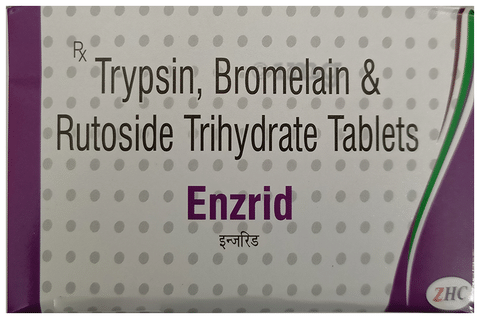 Rx
Trypsin, Bromelain &
Rutoside Trihydrate Tablets
Enzrid
इन्जरिड
ZHC